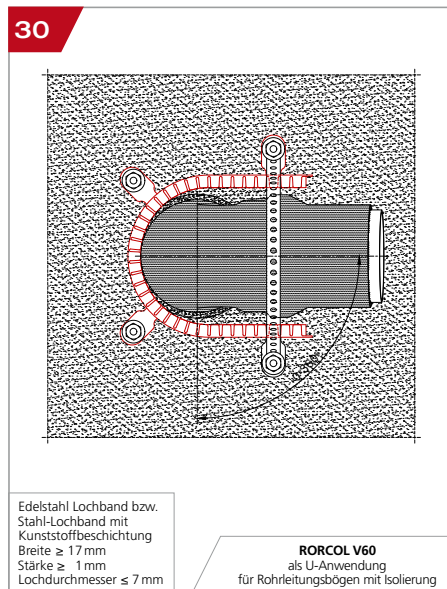 30
Edelstahl Lochband bzw.
Stahl-Lochband mit
Kunststoffbeschichtung
Breite ≥ 17 mm
Stärke ≥ 1 mm
Lochdurchmesser ≤ 7 mm
RORCOL V60
als U-Anwendung
für Rohrleitungsbögen mit Isolierung